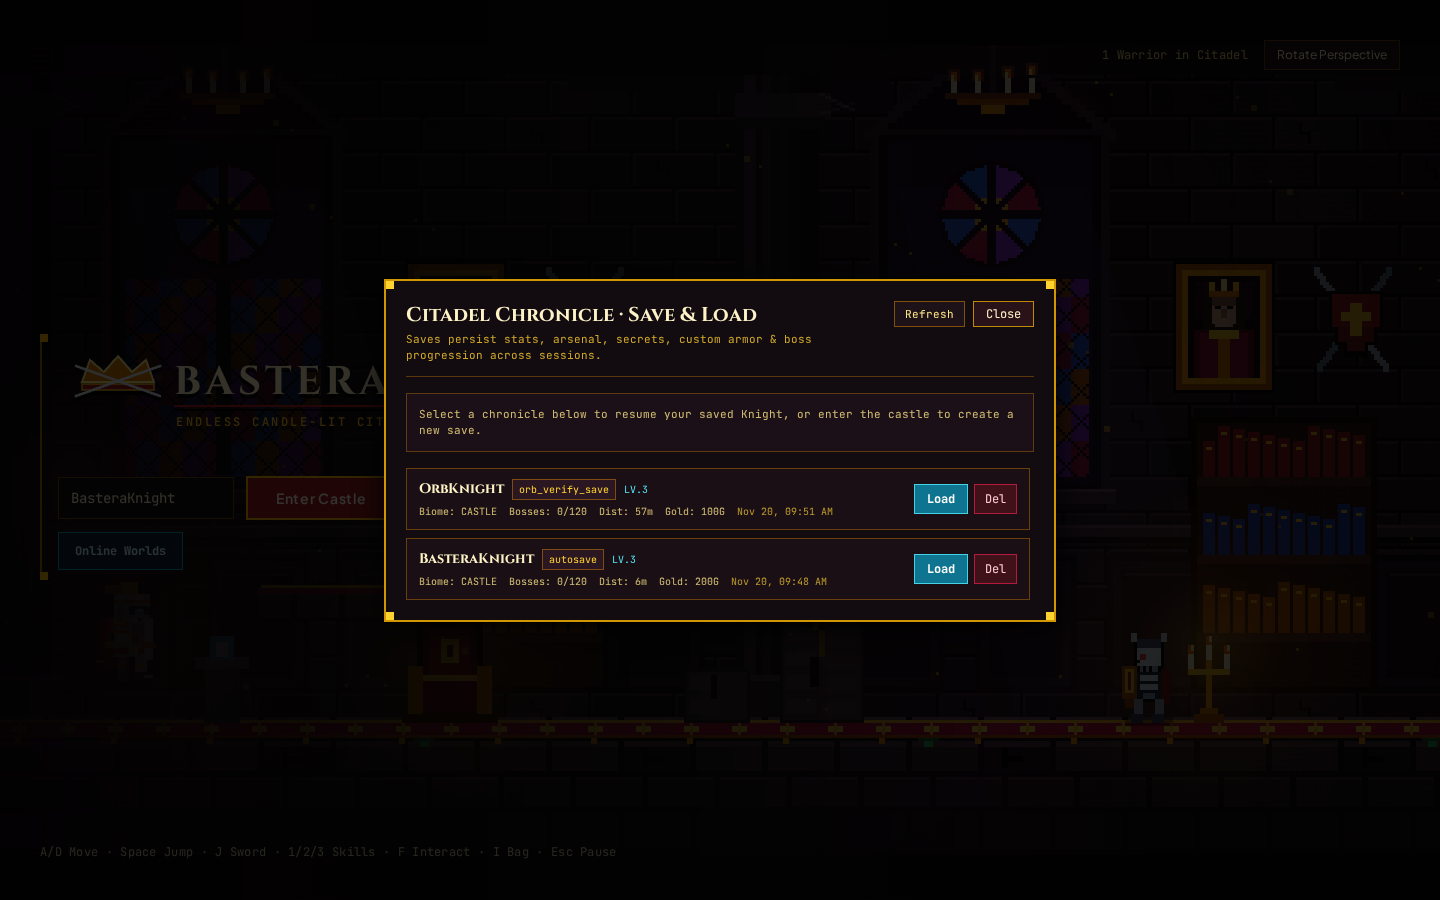 1 Warrior in Citadel
Rotate Perspective
Citadel Chronicle · Save & Load
Refresh
Close
Saves persist stats, arsenal, secrets, custom armor & boss
progression across sessions.
Select a chronicle below to resume your saved Knight, or enter the castle to create a
new save.
OrbKnight
orb_verify_save
LV.3
Biome: CASTLE Bosses: 0/120 Dist: 57m Gold: 100G Nov 20, 09:51 AM
Load
Del
BasteraKnight
autosave
LV.3
Biome: CASTLE Bosses: 0/120 Dist: 6m Gold: 200G Nov 20, 09:48 AM
Load
Del
BASTERA
ENDLESS CANDLE-LIT CIT
BasteraKnight
Enter Castle
Online Worlds
A/D Move · Space Jump · J Sword · 1/2/3 Skills · F Interact · I Bag · Esc Pause